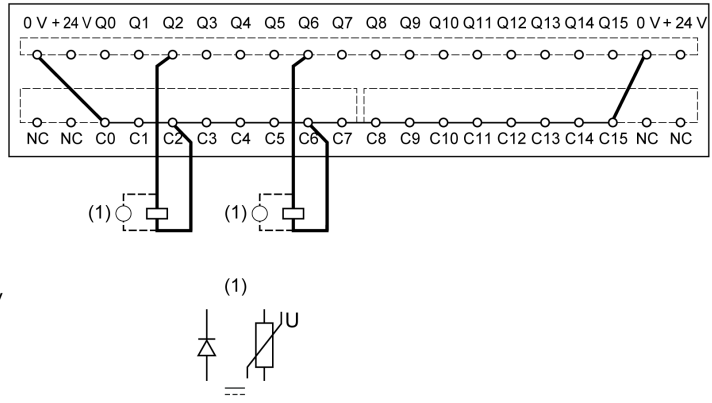 0 V + 24 V Q0 Q1 Q2 Q3 Q4 Q5 Q6 Q7 Q8 Q9 Q10 Q11 Q12 Q13 Q14 Q15 0 V + 24 V
NC NC C0 C1 C2 C3 C4 C5 C6 C7 C8 C9 C10 C11 C12 C13 C14 C15 NC NC
(1) (1)
(1)
U